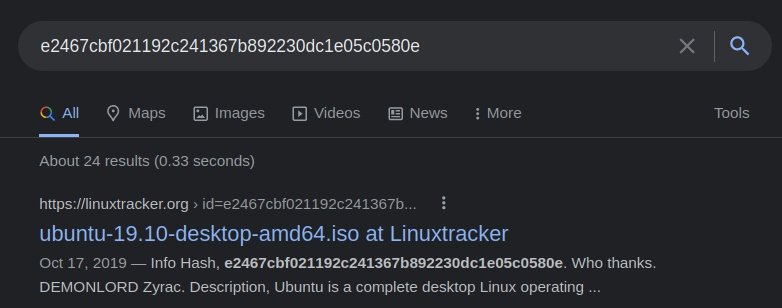 e2467cbf021192c241367b892230dc1e05c0580e
All Maps Images Videos News More Tools
About 24 results (0.33 seconds)
https://linuxtracker.org › id=e2467cbf021192c241367b...
ubuntu-19.10-desktop-amd64.iso at Linuxtracker
Oct 17, 2019 — Info Hash, e2467cbf021192c241367b892230dc1e05c0580e. Who thanks.
DEMONLORD Zyrac. Description, Ubuntu is a complete desktop Linux operating ...